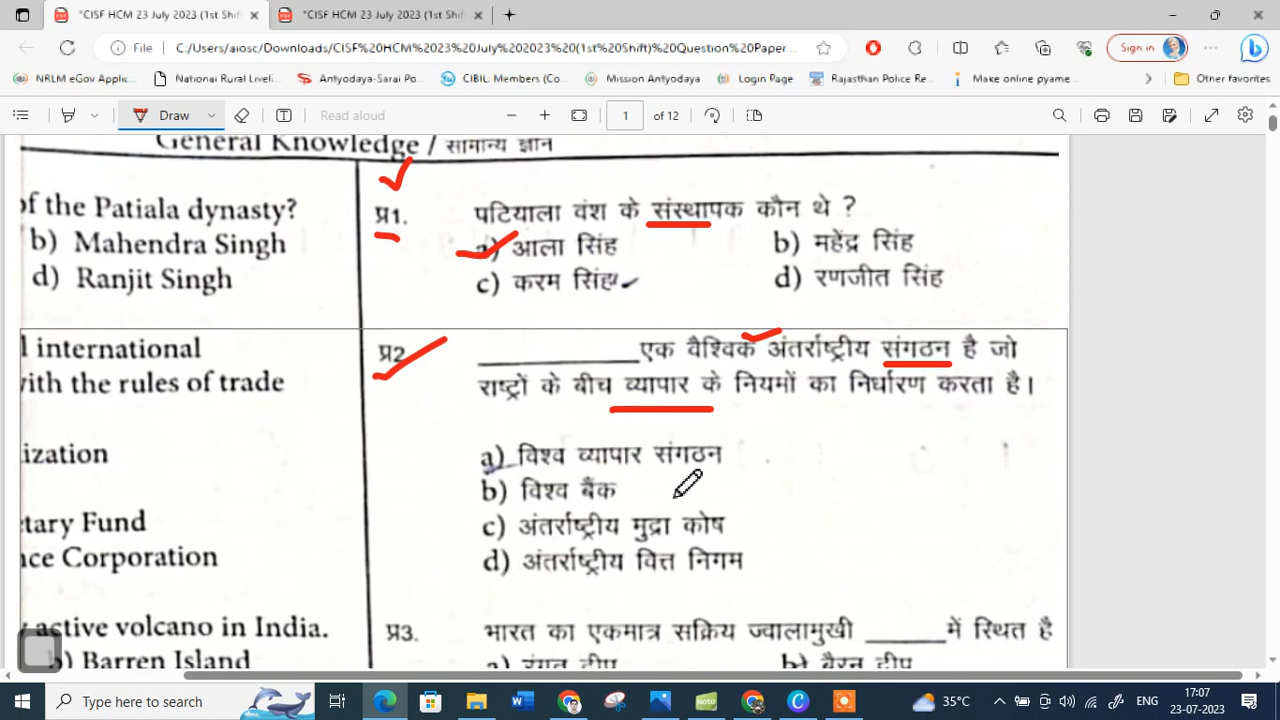 *CISF HCM 23 July 2023 (1st Shif
*CISF HCM 23 July 2023 (1st Shif
File
C:/Users/aiosc/Downloads/CISF%20HCM%2023%20July%202023%20(1st%20Shift)%20Question%20Paper...
Sign in
NRLM eGov Applic...
National Rural Liveli...
Antyodaya-Sarai Po...
CIBIL: Members (Co...
Mission Antyodaya
Login Page
Rajasthan Police Re...
Make online pyame...
Other favorites
Draw
Read aloud
1
of 12
General Knowledge / सामान्य ज्ञान
of the Patiala dynasty?
b) Mahendra Singh
d) Ranjit Singh
प्र1. पटियाला वंश के संस्थापक कौन थे ?
a) आला सिंह b) महेंद्र सिंह
c) करम सिंह d) रणजीत सिंह
l international
with the rules of trade
ization
tary Fund
nce Corporation
प्र2 ____________एक वैश्विक अंतर्राष्ट्रीय संगठन है जो
राष्ट्रों के बीच व्यापार के नियमों का निर्धारण करता है।
a) विश्व व्यापार संगठन
b) विश्व बैंक
c) अंतर्राष्ट्रीय मुद्रा कोष
d) अंतर्राष्ट्रीय वित्त निगम
active volcano in India.
b) Barren Island
प्र3. भारत का एकमात्र सक्रिय ज्वालामुखी ______में स्थित है
b) बैरन द्वीप
Type here to search
35°C
ENG
17:07
23-07-2023